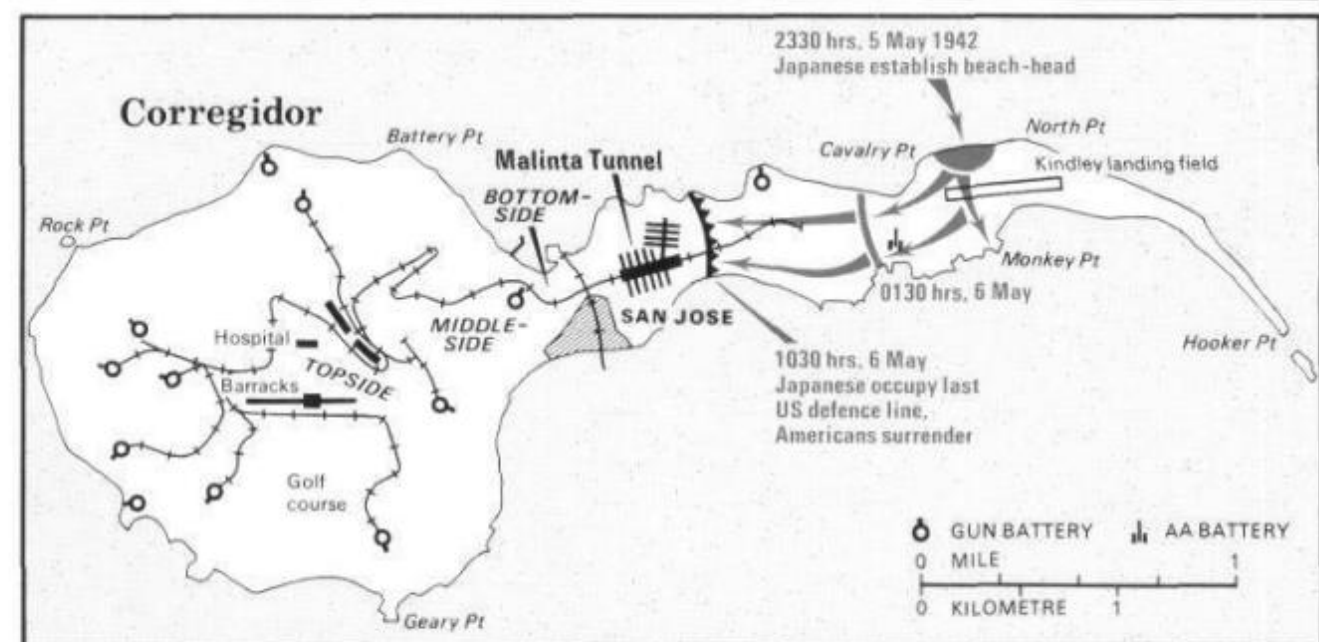 2330 hrs, 5 May 1942
Japanese establish beach-head
Corregidor
Battery Pt
North Pt
Cavalry Pt
Malinta Tunnel
Kindley landing field
BOTTOM-
SIDE
Rock Pt
Monkey Pt
0130 hrs, 6 May
SAN JOSE
MIDDLE-
SIDE
Hospital
TOPSIDE
Barracks
Hooker Pt
1030 hrs, 6 May
Japanese occupy last
US defence line,
Americans surrender
Golf
course
GUN BATTERY
AA BATTERY
0 MILE 1
0 KILOMETRE 1
Geary Pt